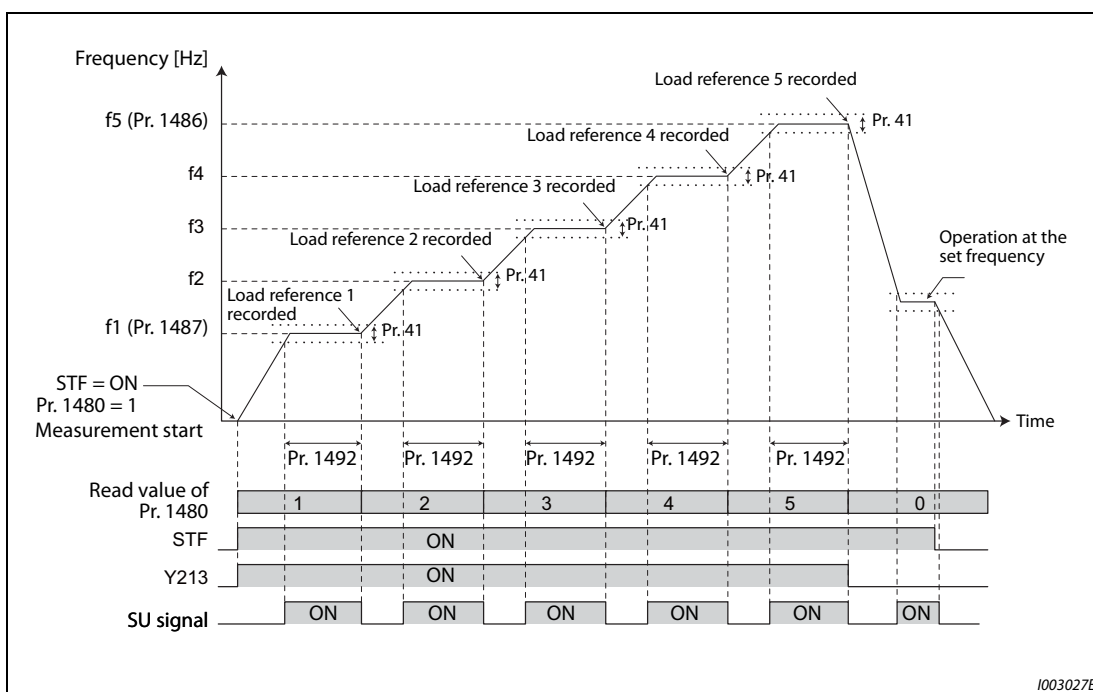 Frequency [Hz]
Load reference 5 recorded
f5 (Pr. 1486)
Pr. 41
Load reference 4 recorded
f4
Pr. 41
Load reference 3 recorded
f3
Pr. 41
Load reference 2 recorded
Operation at the
set frequency
f2
Pr. 41
Load reference 1
recorded
f1 (Pr. 1487)
Pr. 41
STF = ON
Pr. 1480 = 1
Measurement start
Time
Pr. 1492 Pr. 1492 Pr. 1492 Pr. 1492 Pr. 1492
Read value of
Pr. 1480
1 2 3 4 5 0
STF ON
Y213 ON
SU signal ON ON ON ON ON ON
I003027E